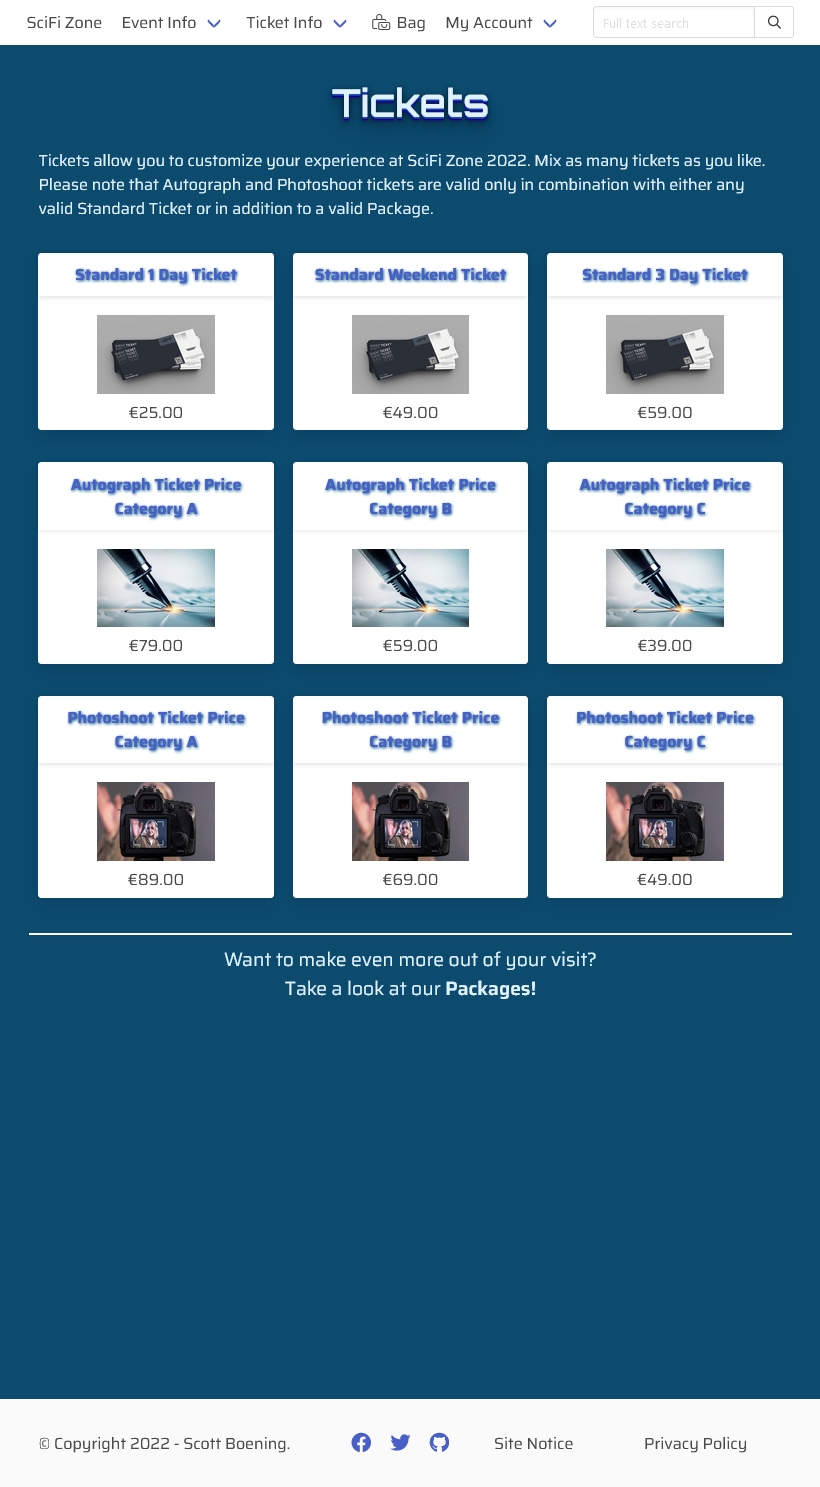 SciFi Zone Event Info Ticket Info Bag My Account Full text search
Tickets
Tickets allow you to customize your experience at SciFi Zone 2022. Mix as many tickets as you like.
Please note that Autograph and Photoshoot tickets are valid only in combination with either any
valid Standard Ticket or in addition to a valid Package.
Standard 1 Day Ticket
€25.00
Standard Weekend Ticket
€49.00
Standard 3 Day Ticket
€59.00
Autograph Ticket Price
Category A
€79.00
Autograph Ticket Price
Category B
€59.00
Autograph Ticket Price
Category C
€39.00
Photoshoot Ticket Price
Category A
€89.00
Photoshoot Ticket Price
Category B
€69.00
Photoshoot Ticket Price
Category C
€49.00
Want to make even more out of your visit?
Take a look at our Packages!
© Copyright 2022 - Scott Boening. Site Notice Privacy Policy